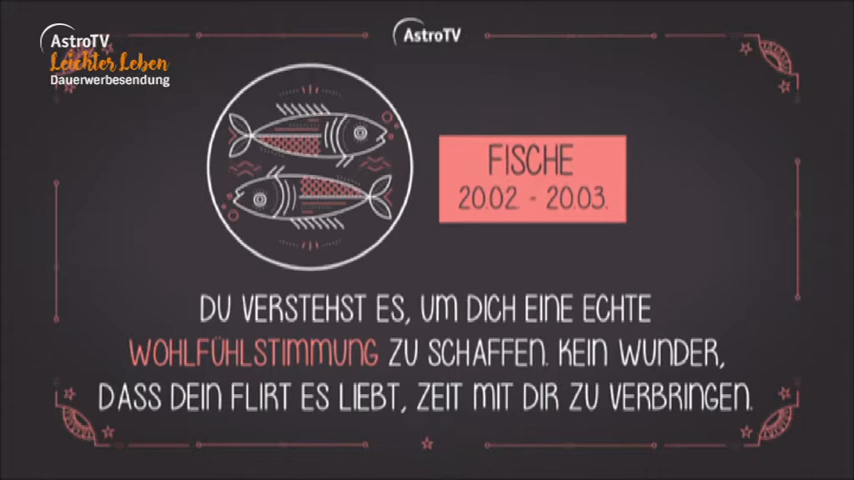 AstroTV
Leichter Leben
Dauerwerbesendung
AstroTV
FISCHE
20.02. - 20.03.
DU VERSTEHST ES, UM DICH EINE ECHTE
WOHLFÜHLSTIMMUNG ZU SCHAFFEN. KEIN WUNDER,
DASS DEIN FLIRT ES LIEBT, ZEIT MIT DIR ZU VERBRINGEN.